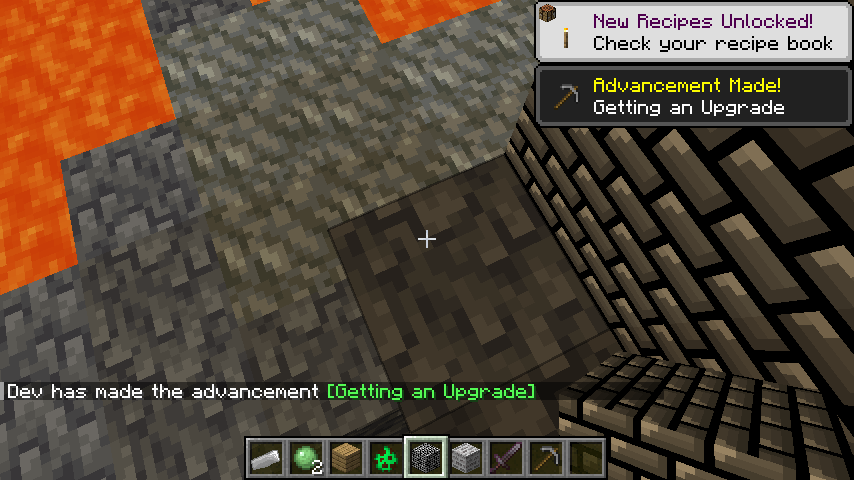 New Recipes Unlocked!
Check your recipe book
Advancement Made!
Getting an Upgrade
Dev has made the advancement [Getting an Upgrade]
2